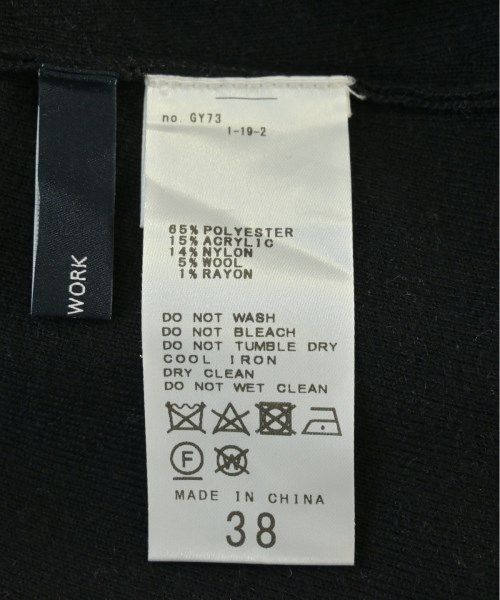 no. GY73
1-19-2
65% POLYESTER
15% ACRYLIC
14% NYLON
5% WOOL
1% RAYON
DO NOT WASH
DO NOT BLEACH
DO NOT TUMBLE DRY
COOL IRON
DRY CLEAN
DO NOT WET CLEAN
F W
MADE IN CHINA
38
WORK